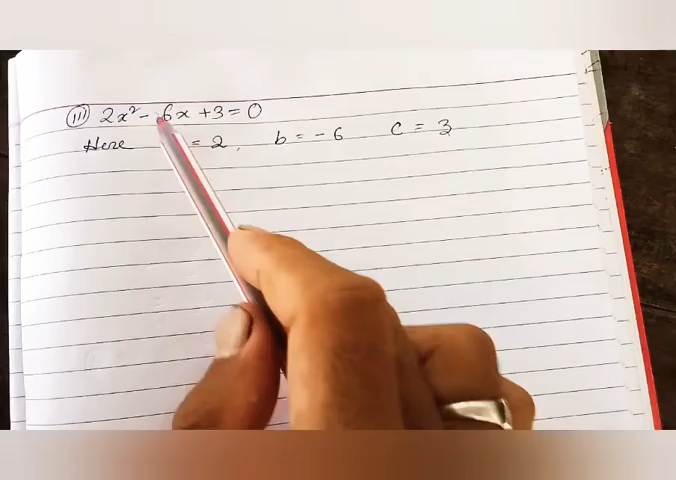 (iii) 2x² - 6x + 3 = 0
Here = 2, b = -6 c = 3